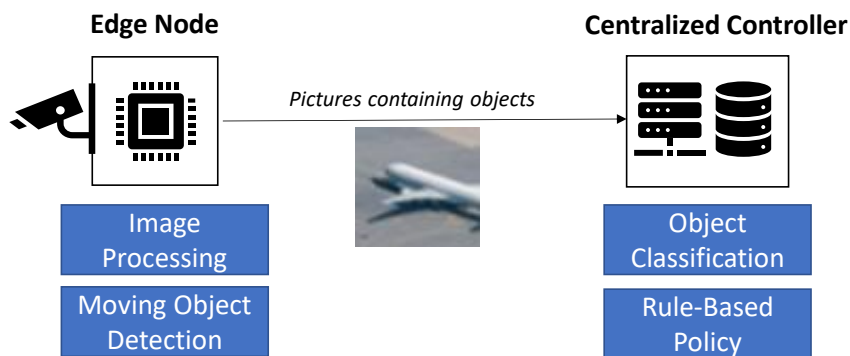 Edge Node
Centralized Controller
Pictures containing objects
Image
Processing
Object
Classification
Moving Object
Detection
Rule-Based
Policy